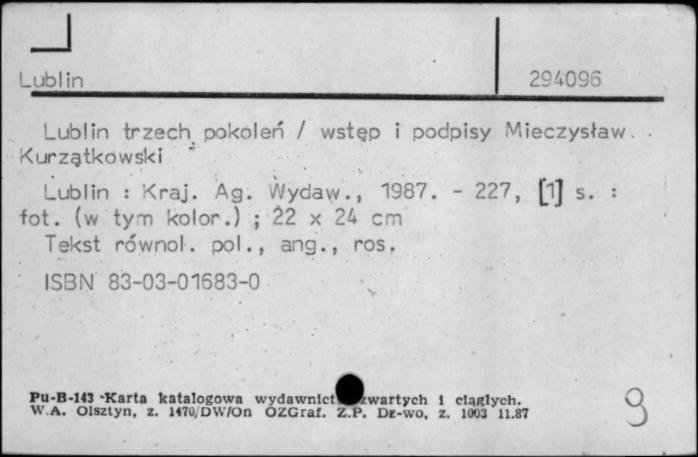 Lublin 294096
Lublin trzech pokoleń / wstęp i podpisy Mieczysław
Kurzątkowski
Lublin : Kraj. Ag. Wydaw., 1987. - 227, [1] s. :
fot. (w tym kolor.) ; 22 x 24 cm
Tekst równol. pol., ang., ros.
ISBN 83-03-01683-0
Pu-B-143 Karta katalogowa wydawnict zwartych i ciągłych.
W.A. Olsztyn, z. 1470/DW/On OZGraf. Z.P. Dz-wo, z. 1003 11.87
9